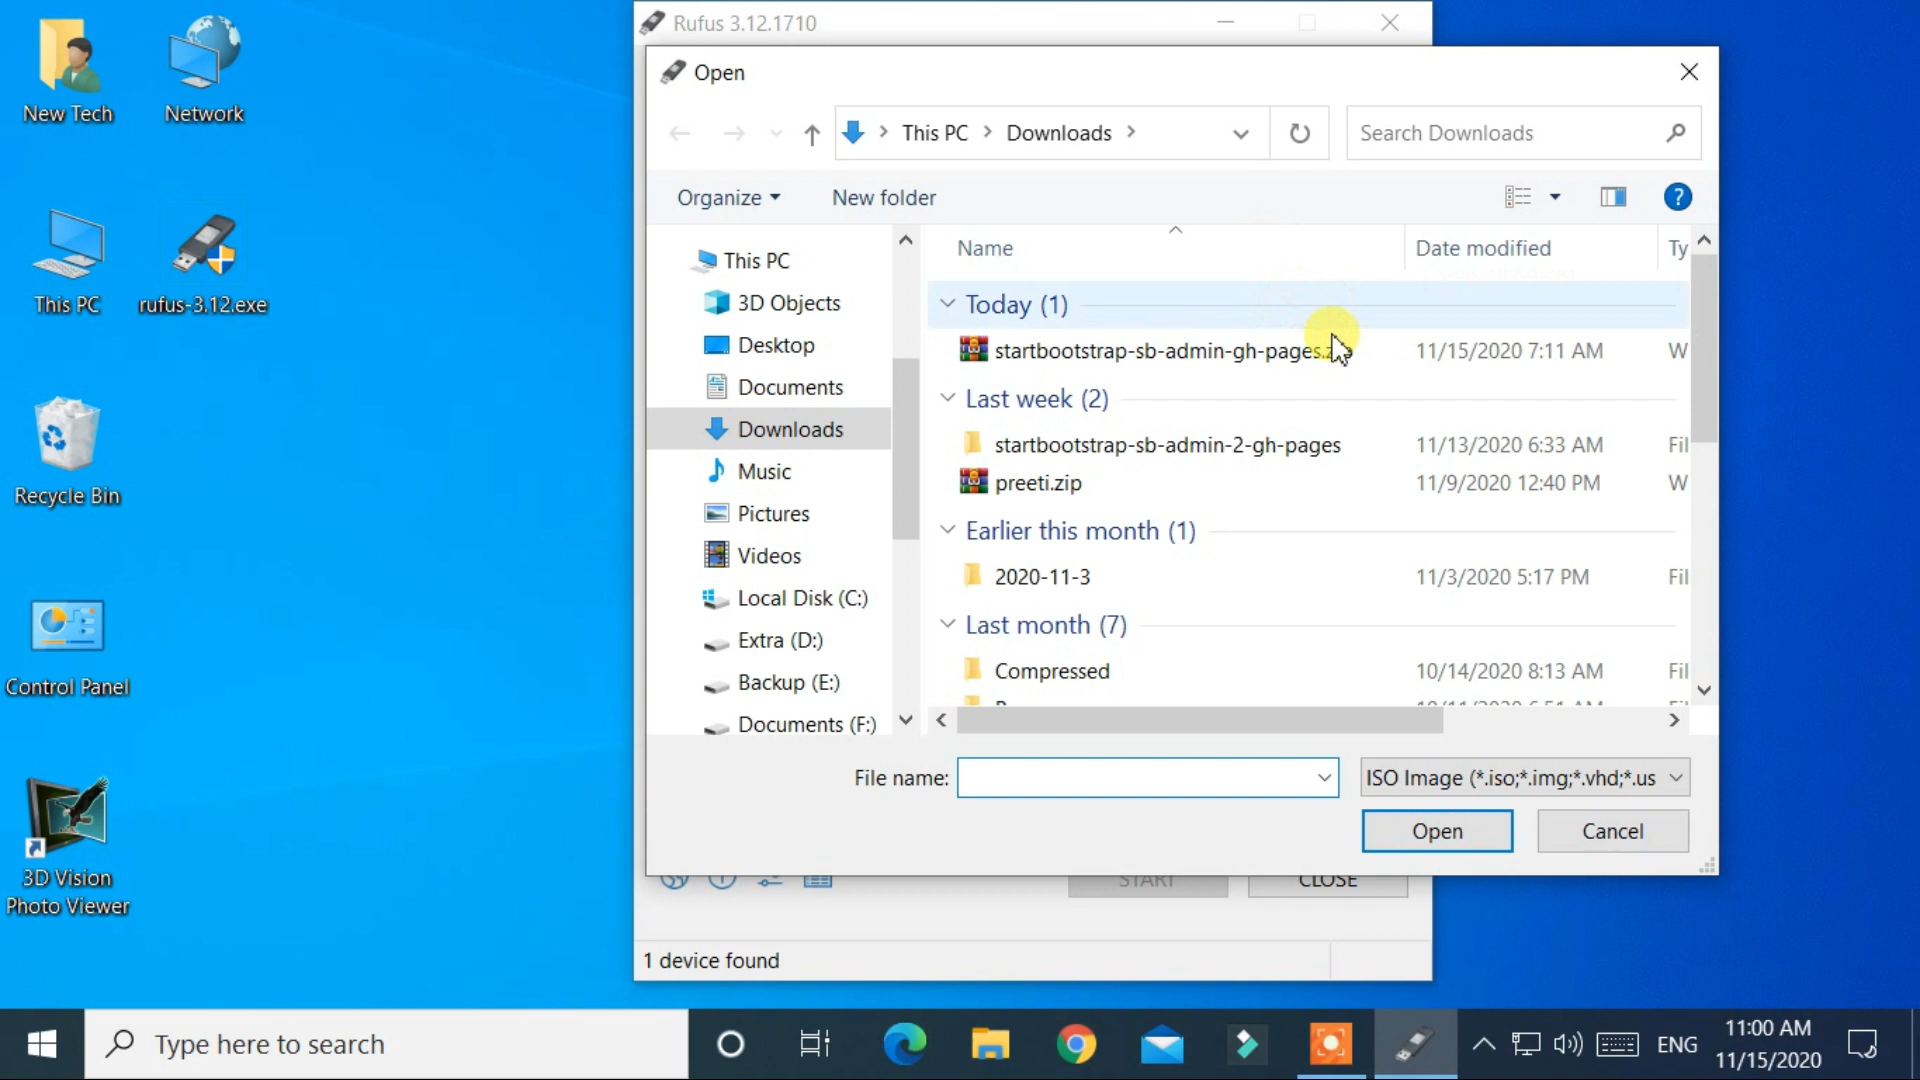 New Tech
Network
This PC
rufus-3.12.exe
Recycle Bin
Control Panel
3D Vision
Photo Viewer
Rufus 3.12.1710
Open
This PC
Downloads
Search Downloads
Organize
New folder
?
This PC
3D Objects
Desktop
Documents
Downloads
Music
Pictures
Videos
Local Disk (C:)
Extra (D:)
Backup (E:)
Documents (F:)
Name Date modified Ty
Today (1)
startbootstrap-sb-admin-gh-pages.zip 11/15/2020 7:11 AM W
Last week (2)
startbootstrap-sb-admin-2-gh-pages 11/13/2020 6:33 AM Fil
preeti.zip 11/9/2020 12:40 PM W
Earlier this month (1)
2020-11-3 11/3/2020 5:17 PM Fil
Last month (7)
Compressed 10/14/2020 8:13 AM Fil
File name:
ISO Image (*.iso;*.img;*.vhd;*.us
Open
Cancel
START
CLOSE
1 device found
Type here to search
ENG
11:00 AM
11/15/2020